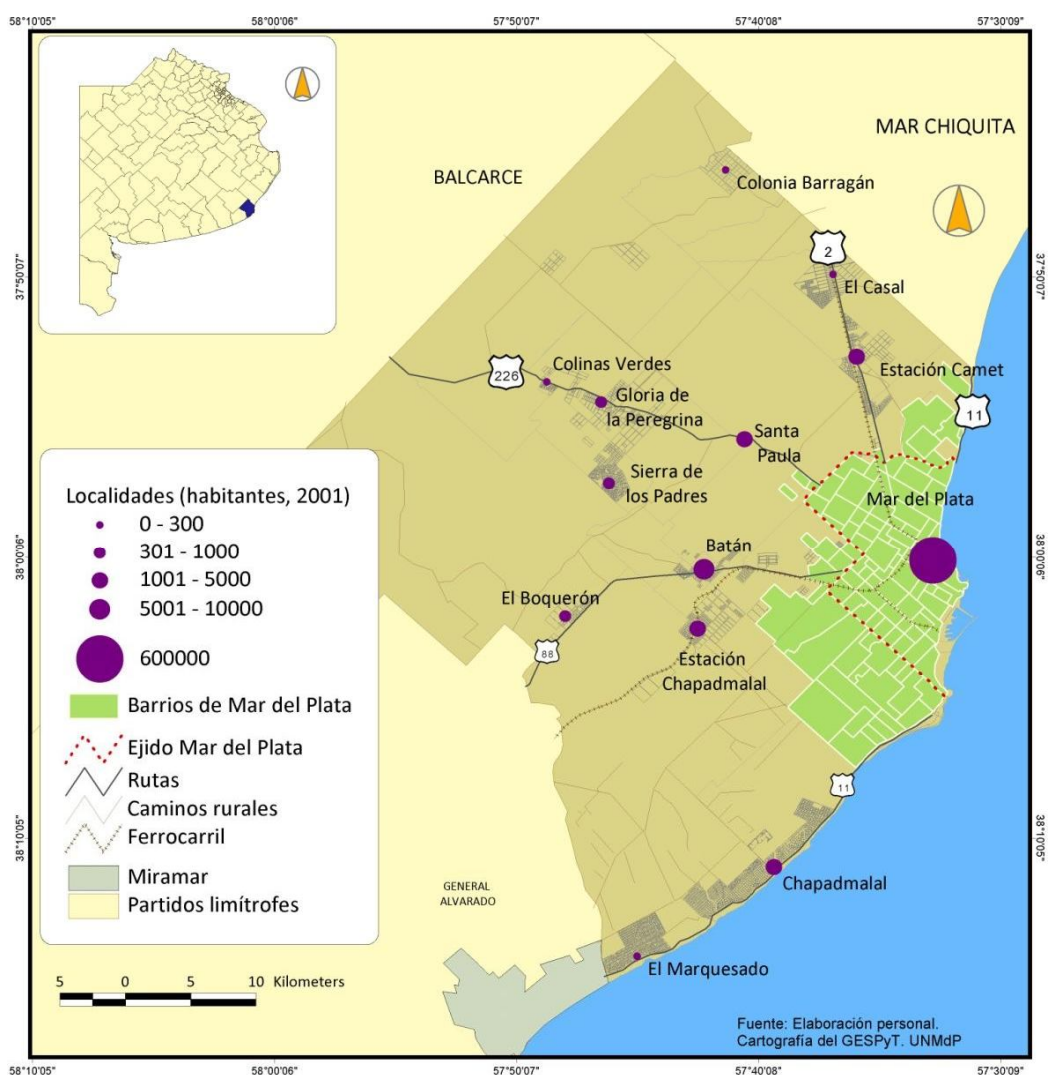 58°10'05"
58°00'06"
57°50'07"
57°40'08"
57°30'09"
MAR CHIQUITA
BALCARCE
Colonia Barragán
2
37°50'07"
37°50'07"
El Casal
Colinas Verdes
226
Estación Camet
Gloria de
la Peregrina
11
Santa
Paula
Sierra de
los Padres
Mar del Plata
Localidades (habitantes, 2001)
0 - 300
301 - 1000
1001 - 5000
5001 - 10000
600000
Barrios de Mar del Plata
Ejido Mar del Plata
Rutas
Caminos rurales
Ferrocarril
Miramar
Partidos limítrofes
38°00'06"
38°00'06"
Batán
El Boquerón
88
Estación
Chapadmalal
11
38°10'05"
38°10'05"
GENERAL
ALVARADO
Chapadmalal
El Marquesado
5 0 5 10 Kilometers
Fuente: Elaboración personal.
Cartografía del GESPyT. UNMdP
58°10'05"
58°00'06"
57°50'07"
57°40'08"
57°30'09"